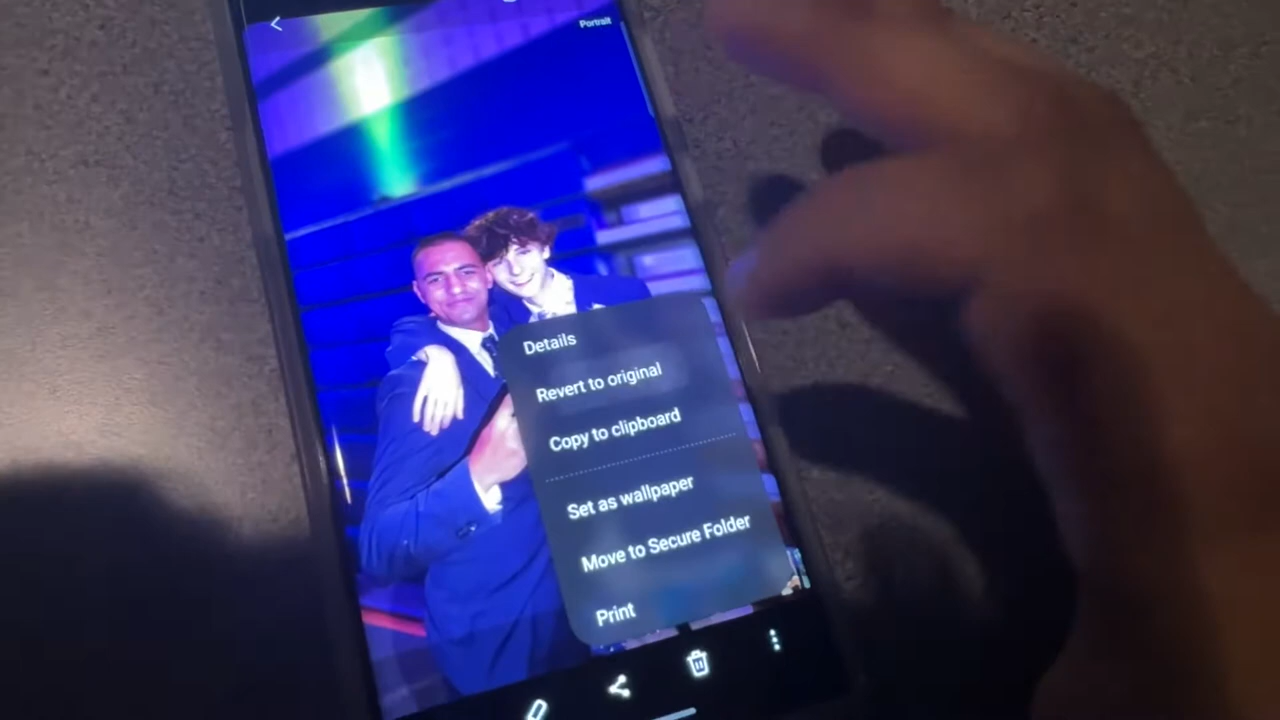 Portrait
Details
Revert to original
Copy to clipboard
Set as wallpaper
Move to Secure Folder
Print